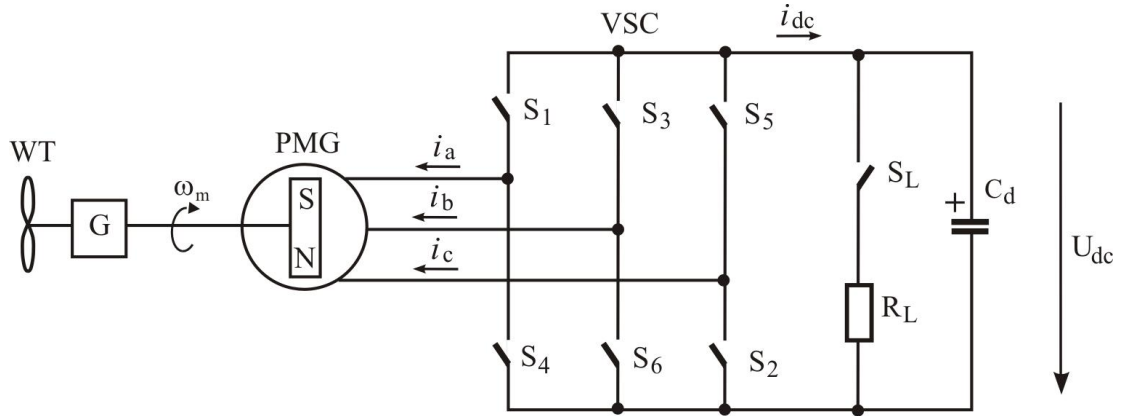 VSC
i_dc
S_1
S_3
S_5
WT
PMG
i_a
S_L
C_d
+
ω_m
S
i_b
G
N
i_c
U_dc
R_L
S_4
S_6
S_2